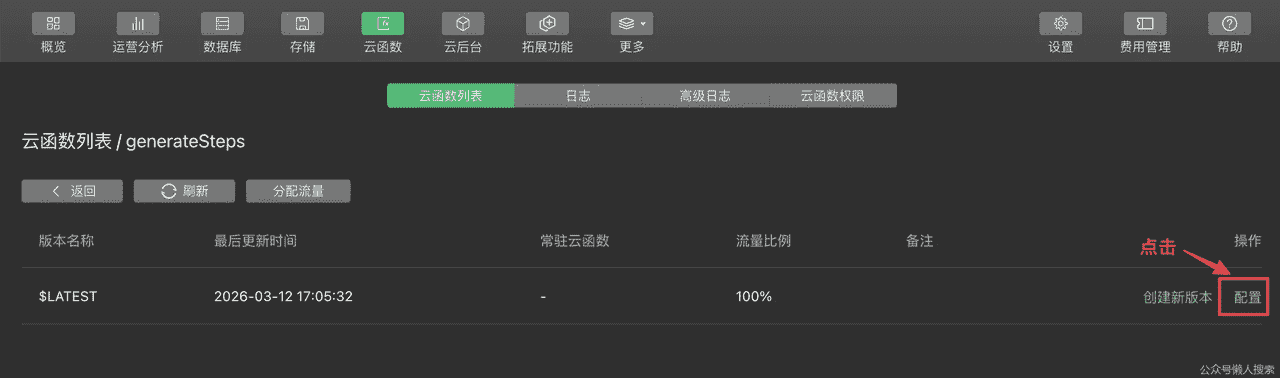 概览 运营分析 数据库 存储 云函数 云后台 拓展功能 更多 设置 费用管理 帮助
云函数列表 日志 高级日志 云函数权限
云函数列表 / generateSteps
返回 刷新 分配流量
版本名称 最后更新时间 常驻云函数 流量比例 备注 操作
点击
$LATEST 2026-03-12 17:05:32 - 100% 创建新版本 配置
公众号懒人搜索